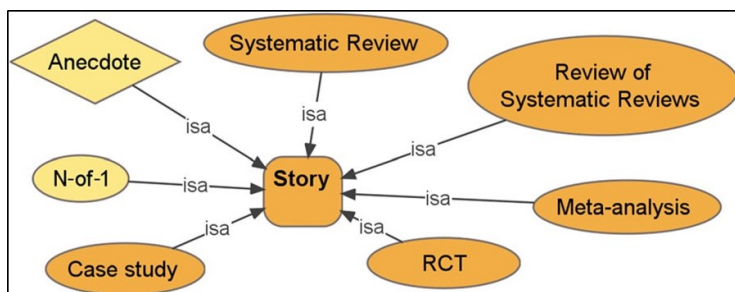 Systematic Review
Anecdote
Review of
Systematic Reviews
isa
isa
isa
N-of-1
isa
Story
isa
Meta-analysis
isa
isa
Case study
RCT